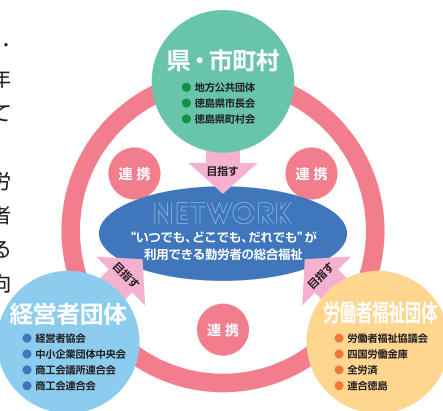 ・
年
て
労
者
る
向
県・市町村
● 地方公共団体
● 徳島県市長会
● 徳島県町村会
連携
目指す
連携
NETWORK
“いつでも、どこでも、だれでも”が
利用できる勤労者の総合福祉
目指す
目指す
連携
経営者団体
● 経営者協会
● 中小企業団体中央会
● 商工会議所連合会
● 商工会連合会
労働者福祉団体
● 労働者福祉協議会
● 四国労働金庫
● 全労済
● 連合徳島